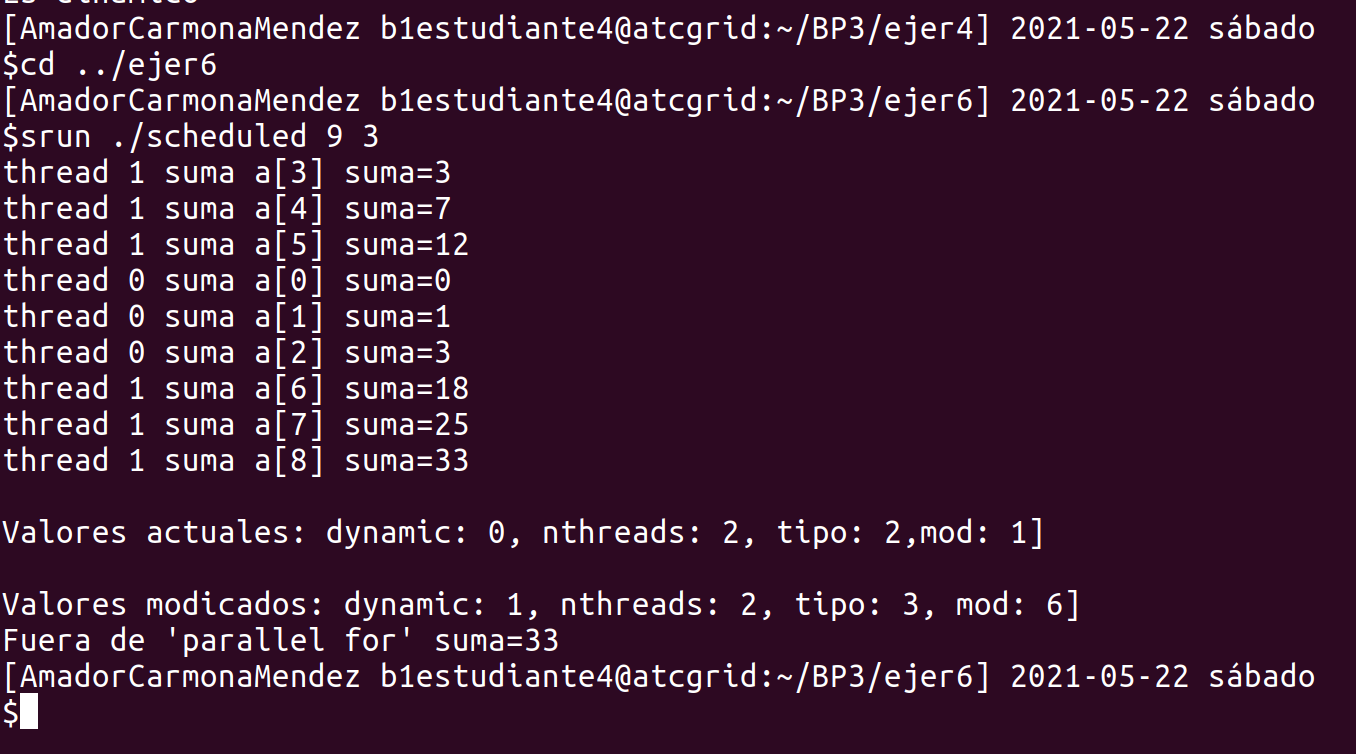 Es dinámico
[AmadorCarmonaMendez b1estudiante4@atcgrid:~/BP3/ejer4] 2021-05-22 sábado
$cd ../ejer6
[AmadorCarmonaMendez b1estudiante4@atcgrid:~/BP3/ejer6] 2021-05-22 sábado
$srun ./scheduled 9 3
thread 1 suma a[3] suma=3
thread 1 suma a[4] suma=7
thread 1 suma a[5] suma=12
thread 0 suma a[0] suma=0
thread 0 suma a[1] suma=1
thread 0 suma a[2] suma=3
thread 1 suma a[6] suma=18
thread 1 suma a[7] suma=25
thread 1 suma a[8] suma=33
Valores actuales: dynamic: 0, nthreads: 2, tipo: 2,mod: 1]
Valores modicados: dynamic: 1, nthreads: 2, tipo: 3, mod: 6]
Fuera de 'parallel for' suma=33
[AmadorCarmonaMendez b1estudiante4@atcgrid:~/BP3/ejer6] 2021-05-22 sábado
$